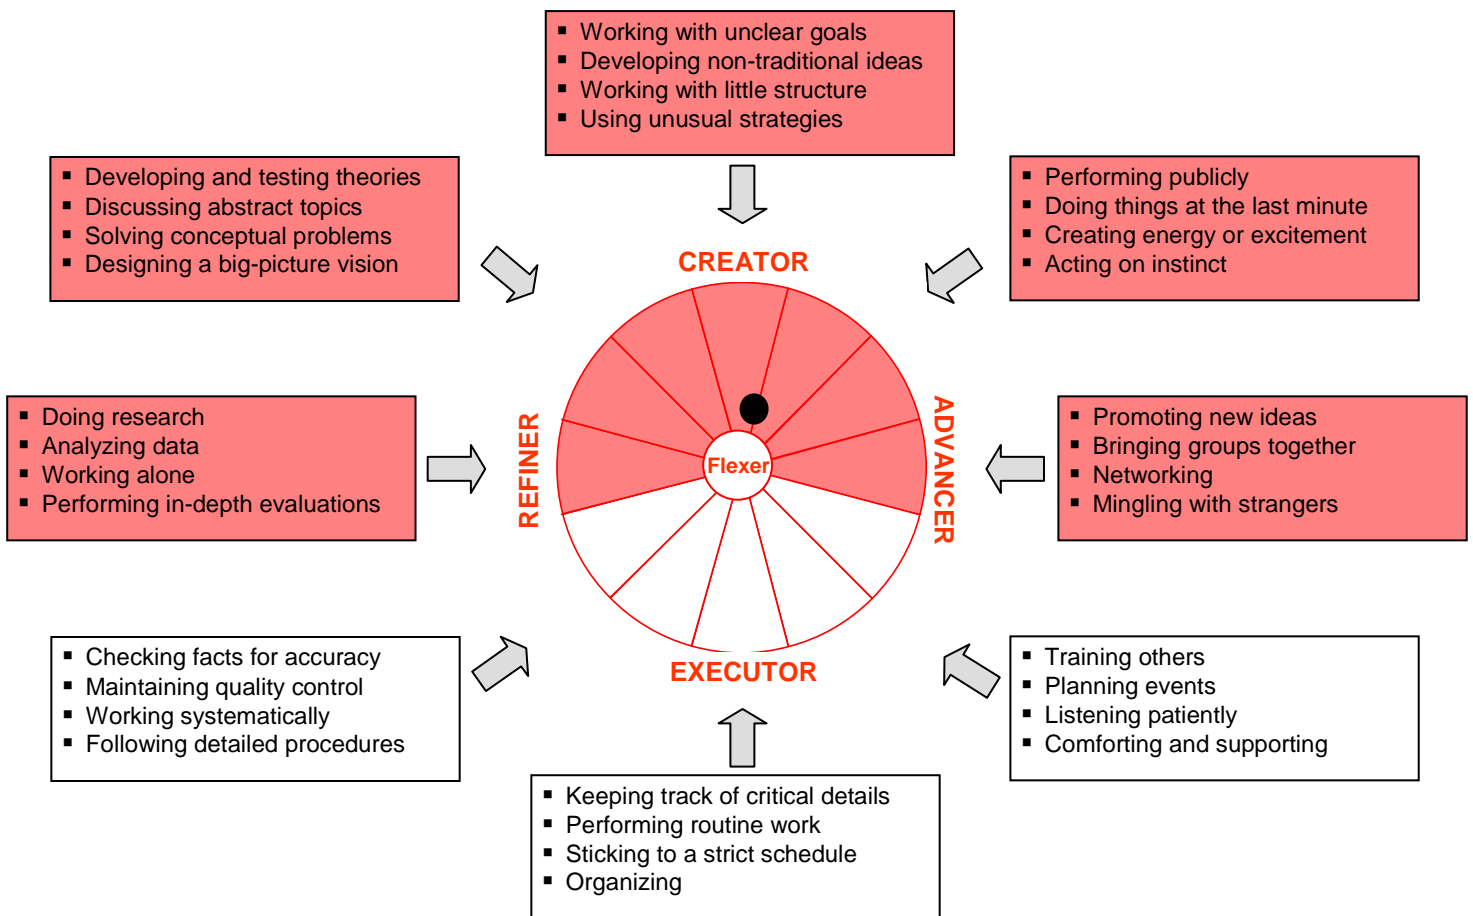 ▪ Working with unclear goals
▪ Developing non-traditional ideas
▪ Working with little structure
▪ Using unusual strategies
▪ Developing and testing theories
▪ Discussing abstract topics
▪ Solving conceptual problems
▪ Designing a big-picture vision
▪ Performing publicly
▪ Doing things at the last minute
▪ Creating energy or excitement
▪ Acting on instinct
CREATOR
▪ Doing research
▪ Analyzing data
▪ Working alone
▪ Performing in-depth evaluations
REFINER
Flexer
ADVANCER
▪ Promoting new ideas
▪ Bringing groups together
▪ Networking
▪ Mingling with strangers
EXECUTOR
▪ Checking facts for accuracy
▪ Maintaining quality control
▪ Working systematically
▪ Following detailed procedures
▪ Training others
▪ Planning events
▪ Listening patiently
▪ Comforting and supporting
▪ Keeping track of critical details
▪ Performing routine work
▪ Sticking to a strict schedule
▪ Organizing